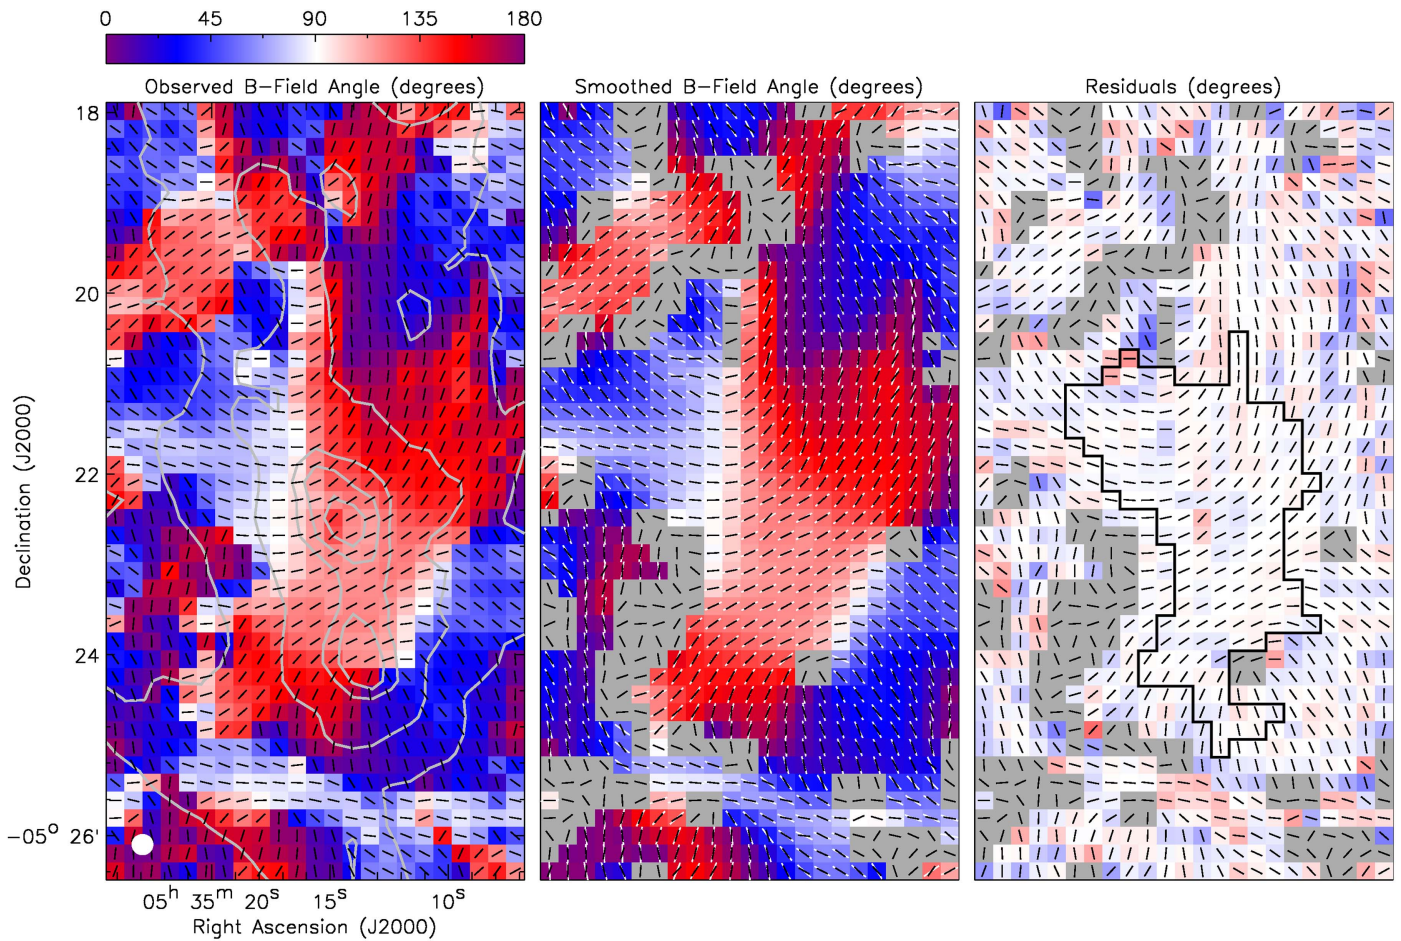 0 45 90 135 180
Observed B-Field Angle (degrees) Smoothed B-Field Angle (degrees) Residuals (degrees)
18
20
22
24
-05° 26'
Declination (J2000)
05h 35m 20s 15s 10s
Right Ascension (J2000)